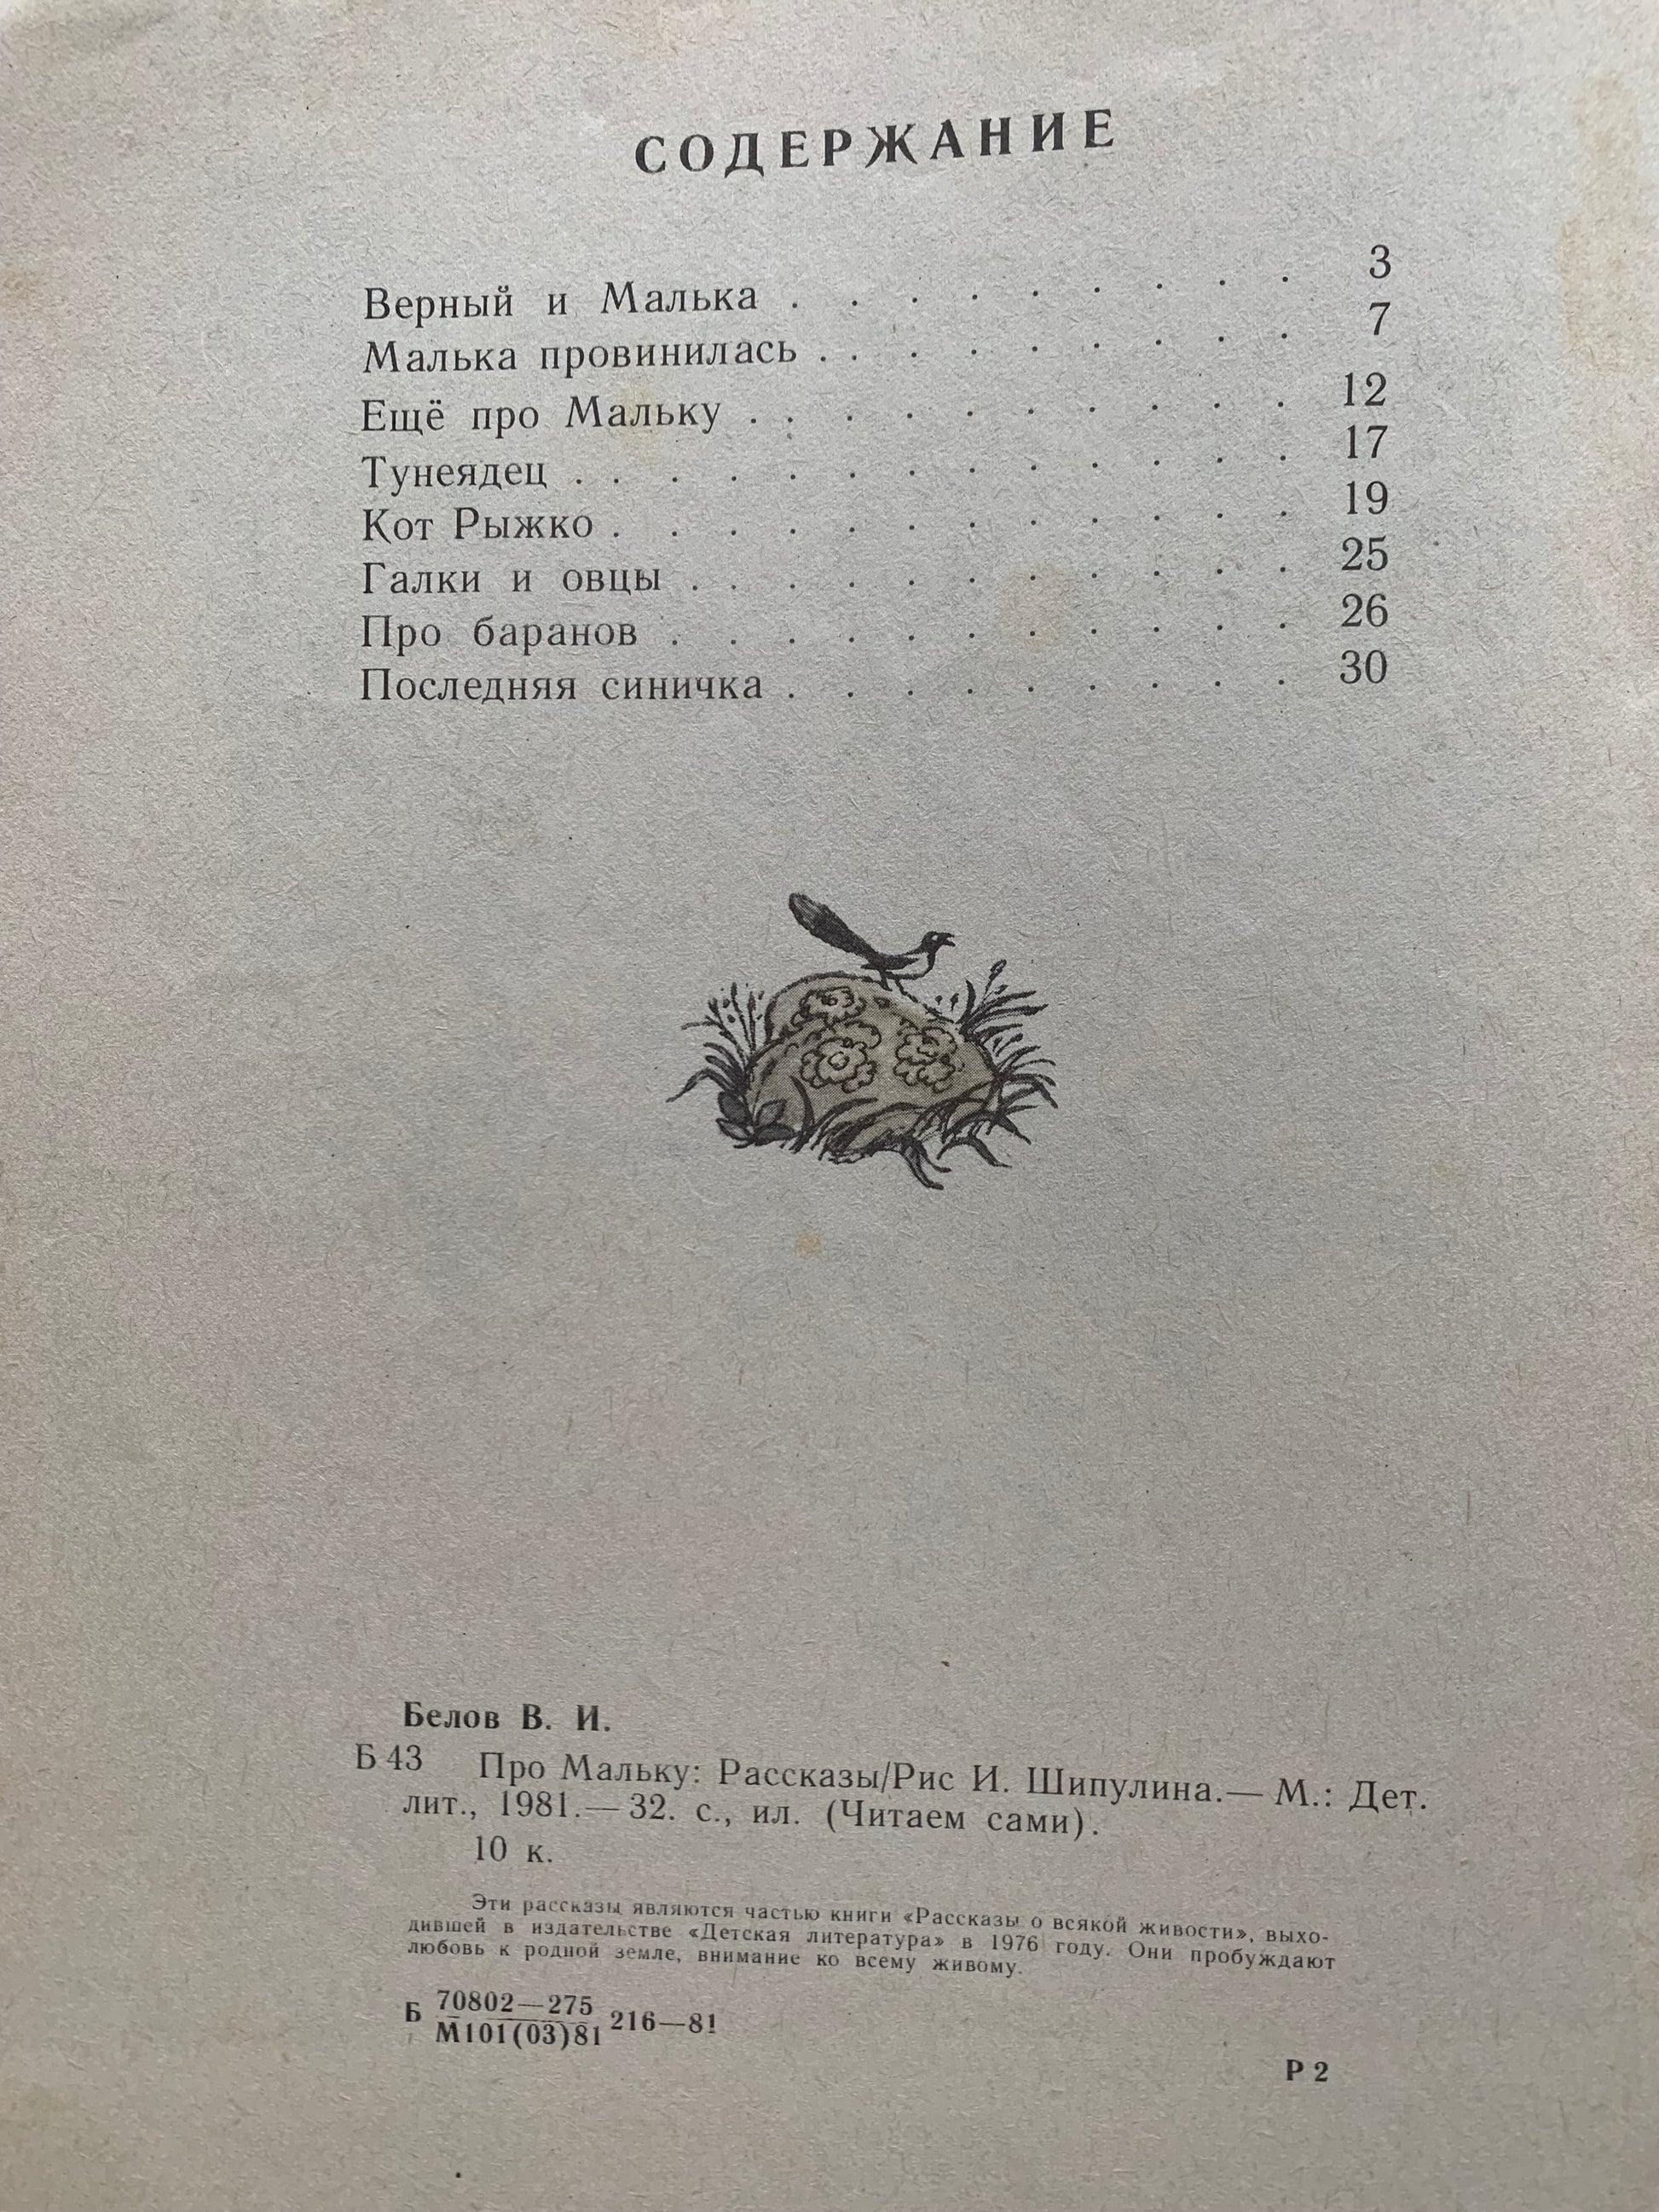 СОДЕРЖАНИЕ
Верный и Малька . . . . . . . . . 3
Малька провинилась . . . . . . . . . 7
Ещё про Мальку . . . . . . . . . . 12
Тунеядец . . . . . . . . . . . . . 17
Кот Рыжко . . . . . . . . . . . . 19
Галки и овцы . . . . . . . . . . . 25
Про баранов . . . . . . . . . . . 26
Последняя синичка . . . . . . . . . 30
Белов В. И.
Б 43 Про Мальку: Рассказы/Рис И. Шипулина.— М.: Дет.
лит., 1981.— 32. с., ил. (Читаем сами).
10 к.
Эти рассказы являются частью книги «Рассказы о всякой живости», выхо-
дившей в издательстве «Детская литература» в 1976 году. Они пробуждают
любовь к родной земле, внимание ко всему живому.
Б 70802—275 216—81
М101(03)81
Р 2